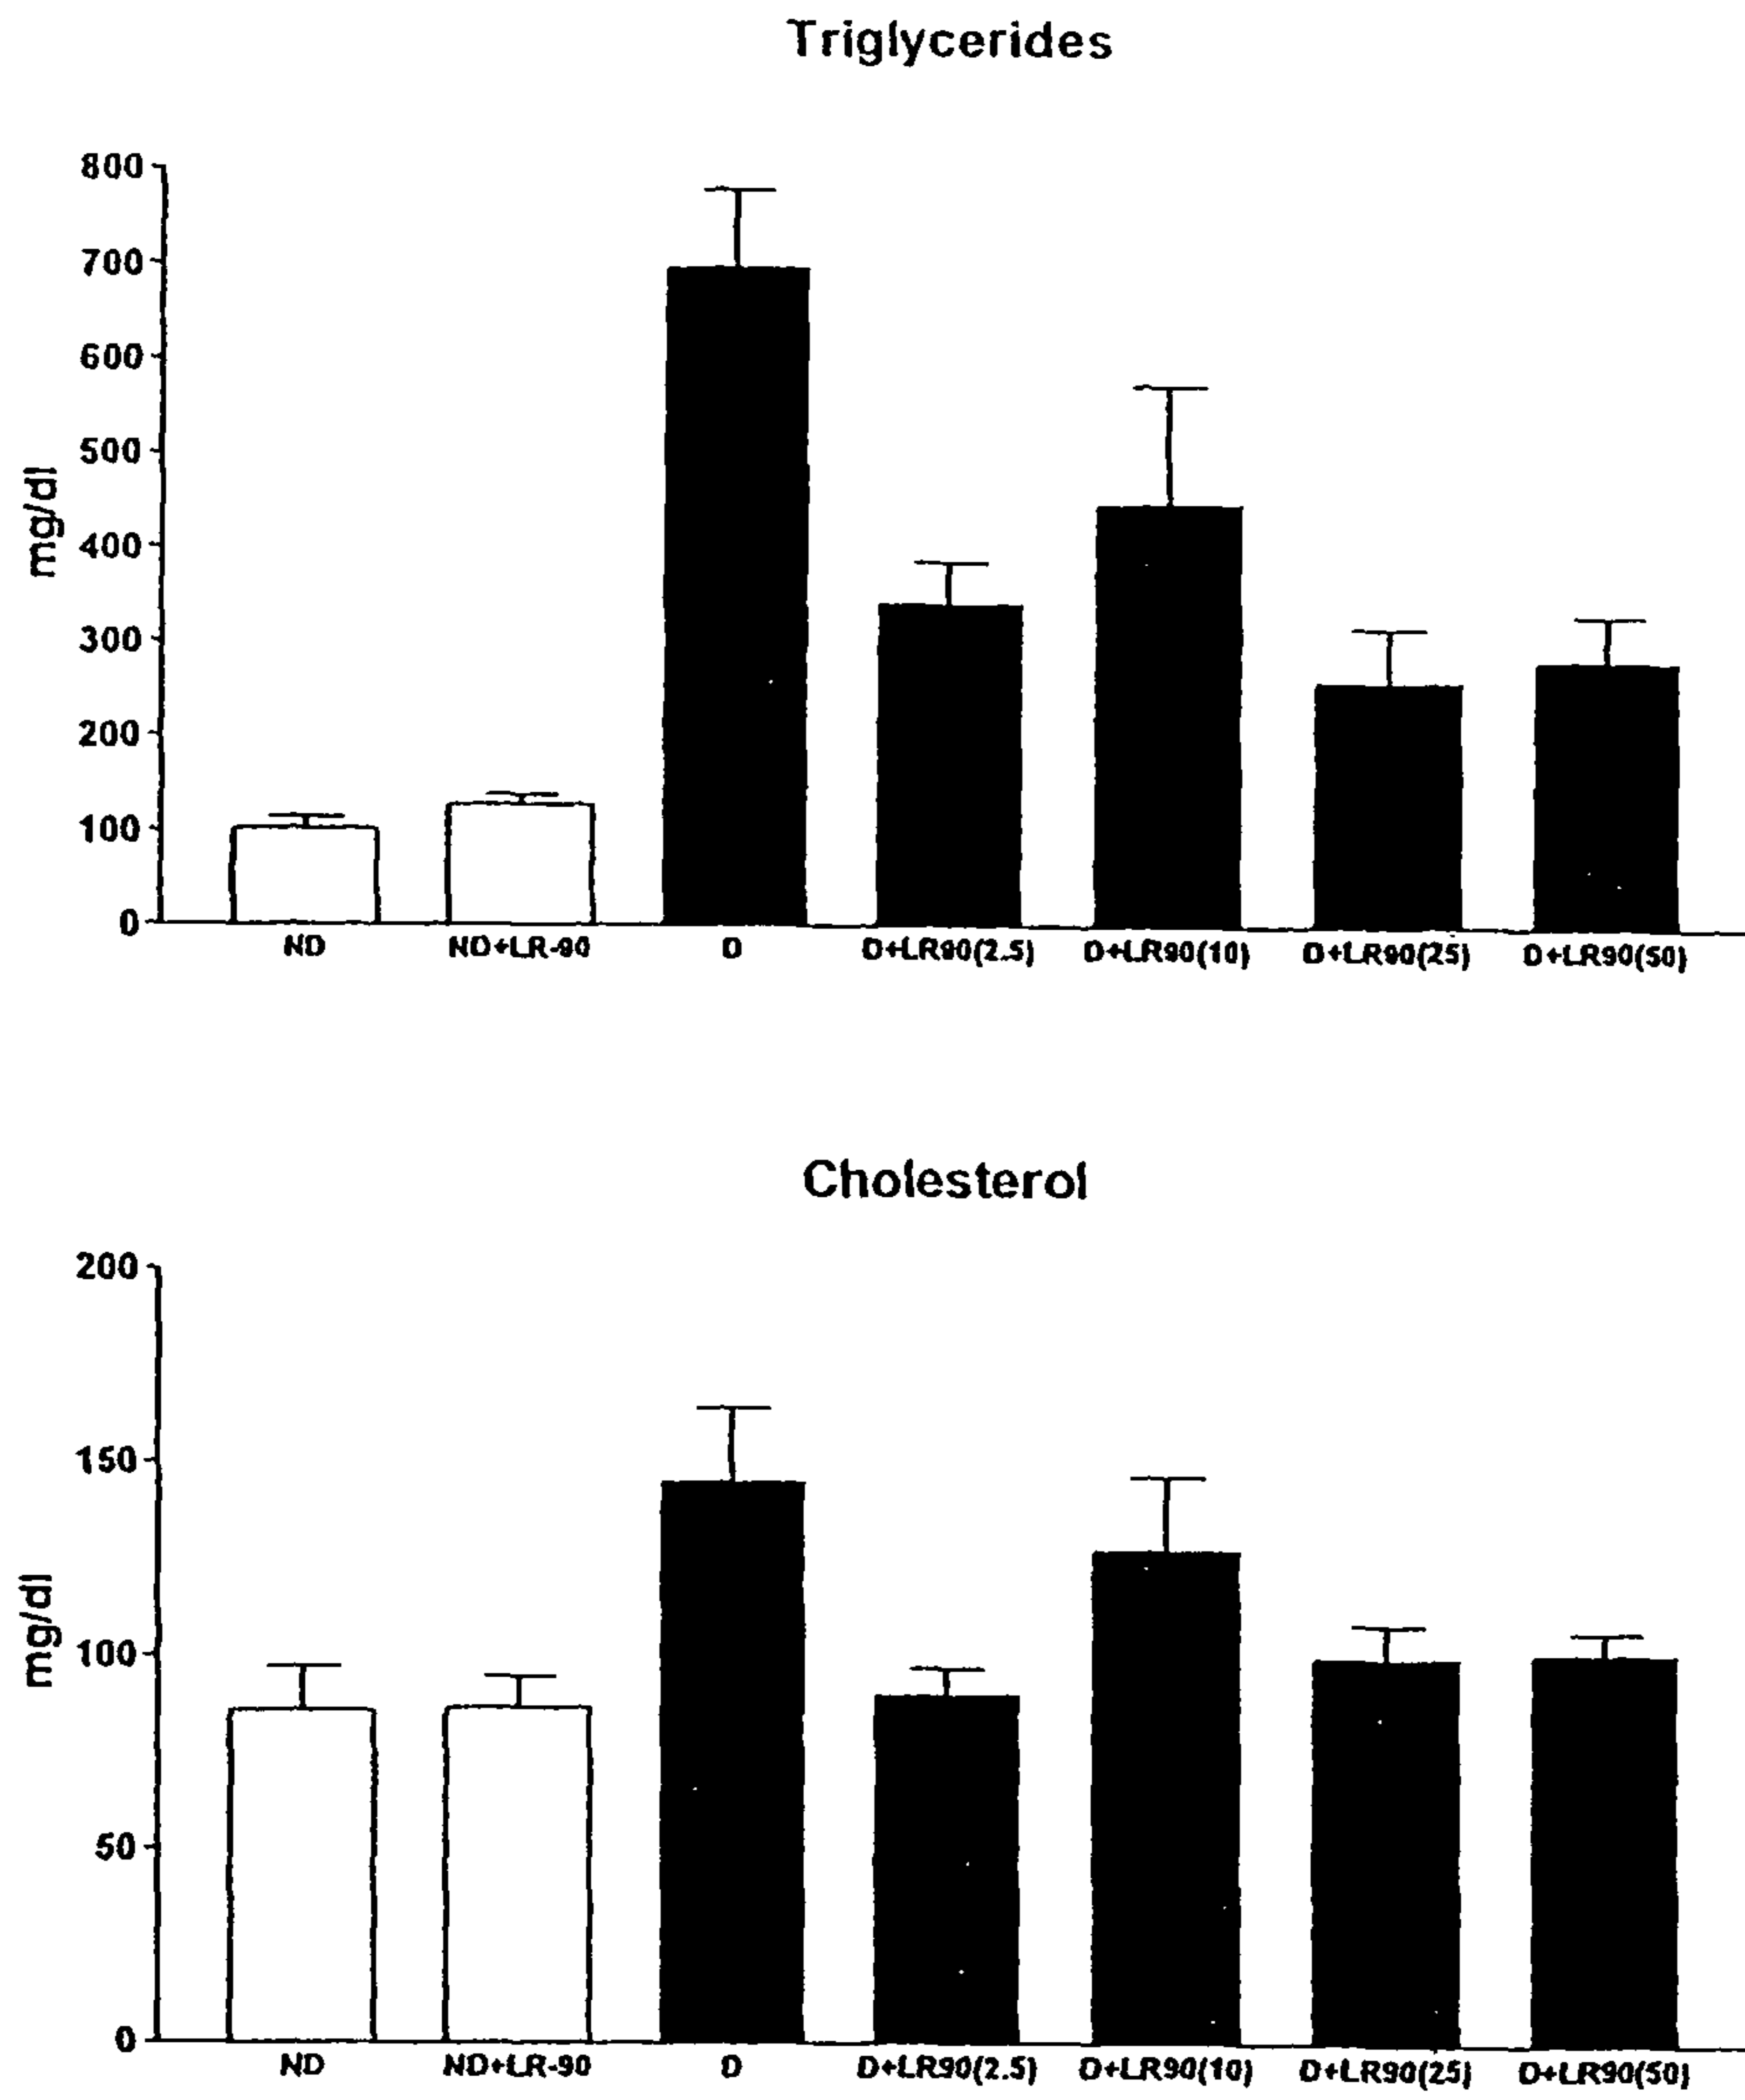 Triglycerides
800
700
600
500
400
300
200
100
0
mg/dl
ND ND+LR-90 D D+LR90(2.5) D+LR90(10) D+LR90(25) D+LR90(50)
Cholesterol
200
150
100
50
0
mg/dl
ND ND+LR-90 D D+LR90(2.5) D+LR90(10) D+LR90(25) D+LR90(50)